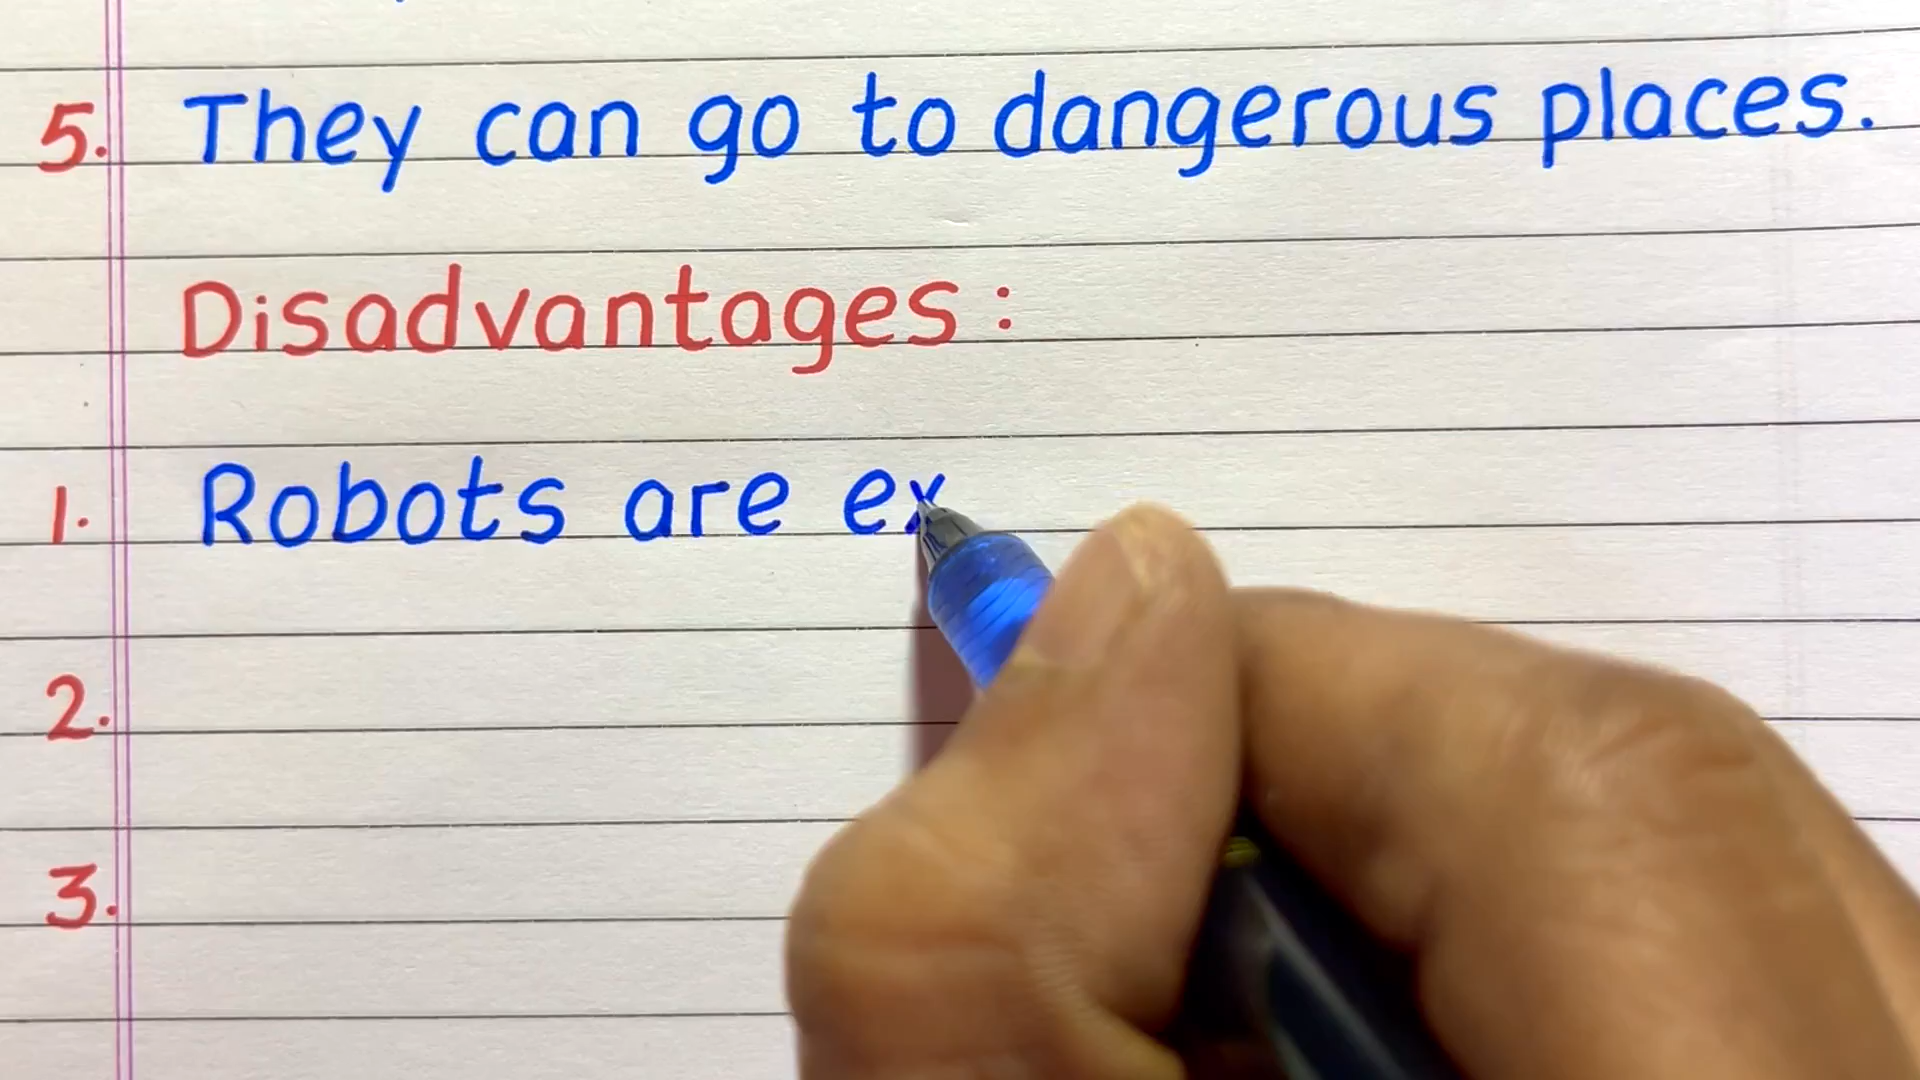 5. They can go to dangerous places.
Disadvantages :
1. Robots are ex
2.
3.